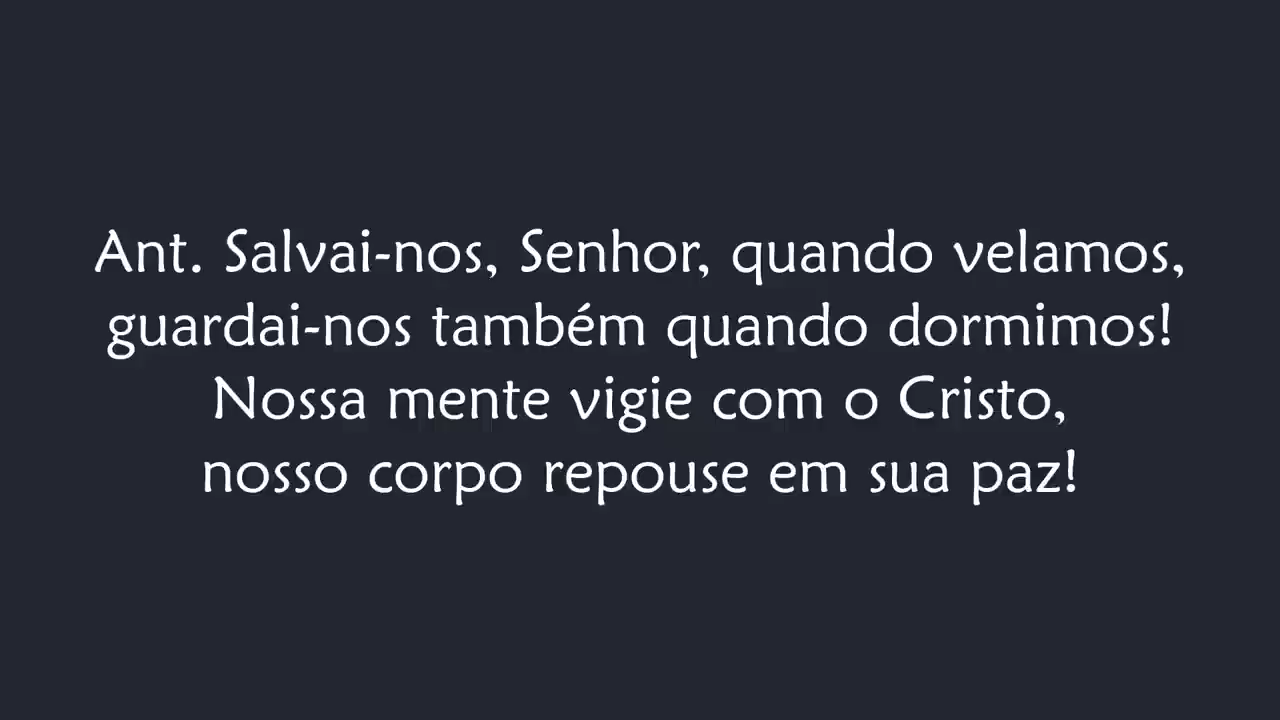 Ant. Salvai-nos, Senhor, quando velamos,
guardai-nos também quando dormimos!
Nossa mente vigie com o Cristo,
nosso corpo repouse em sua paz!